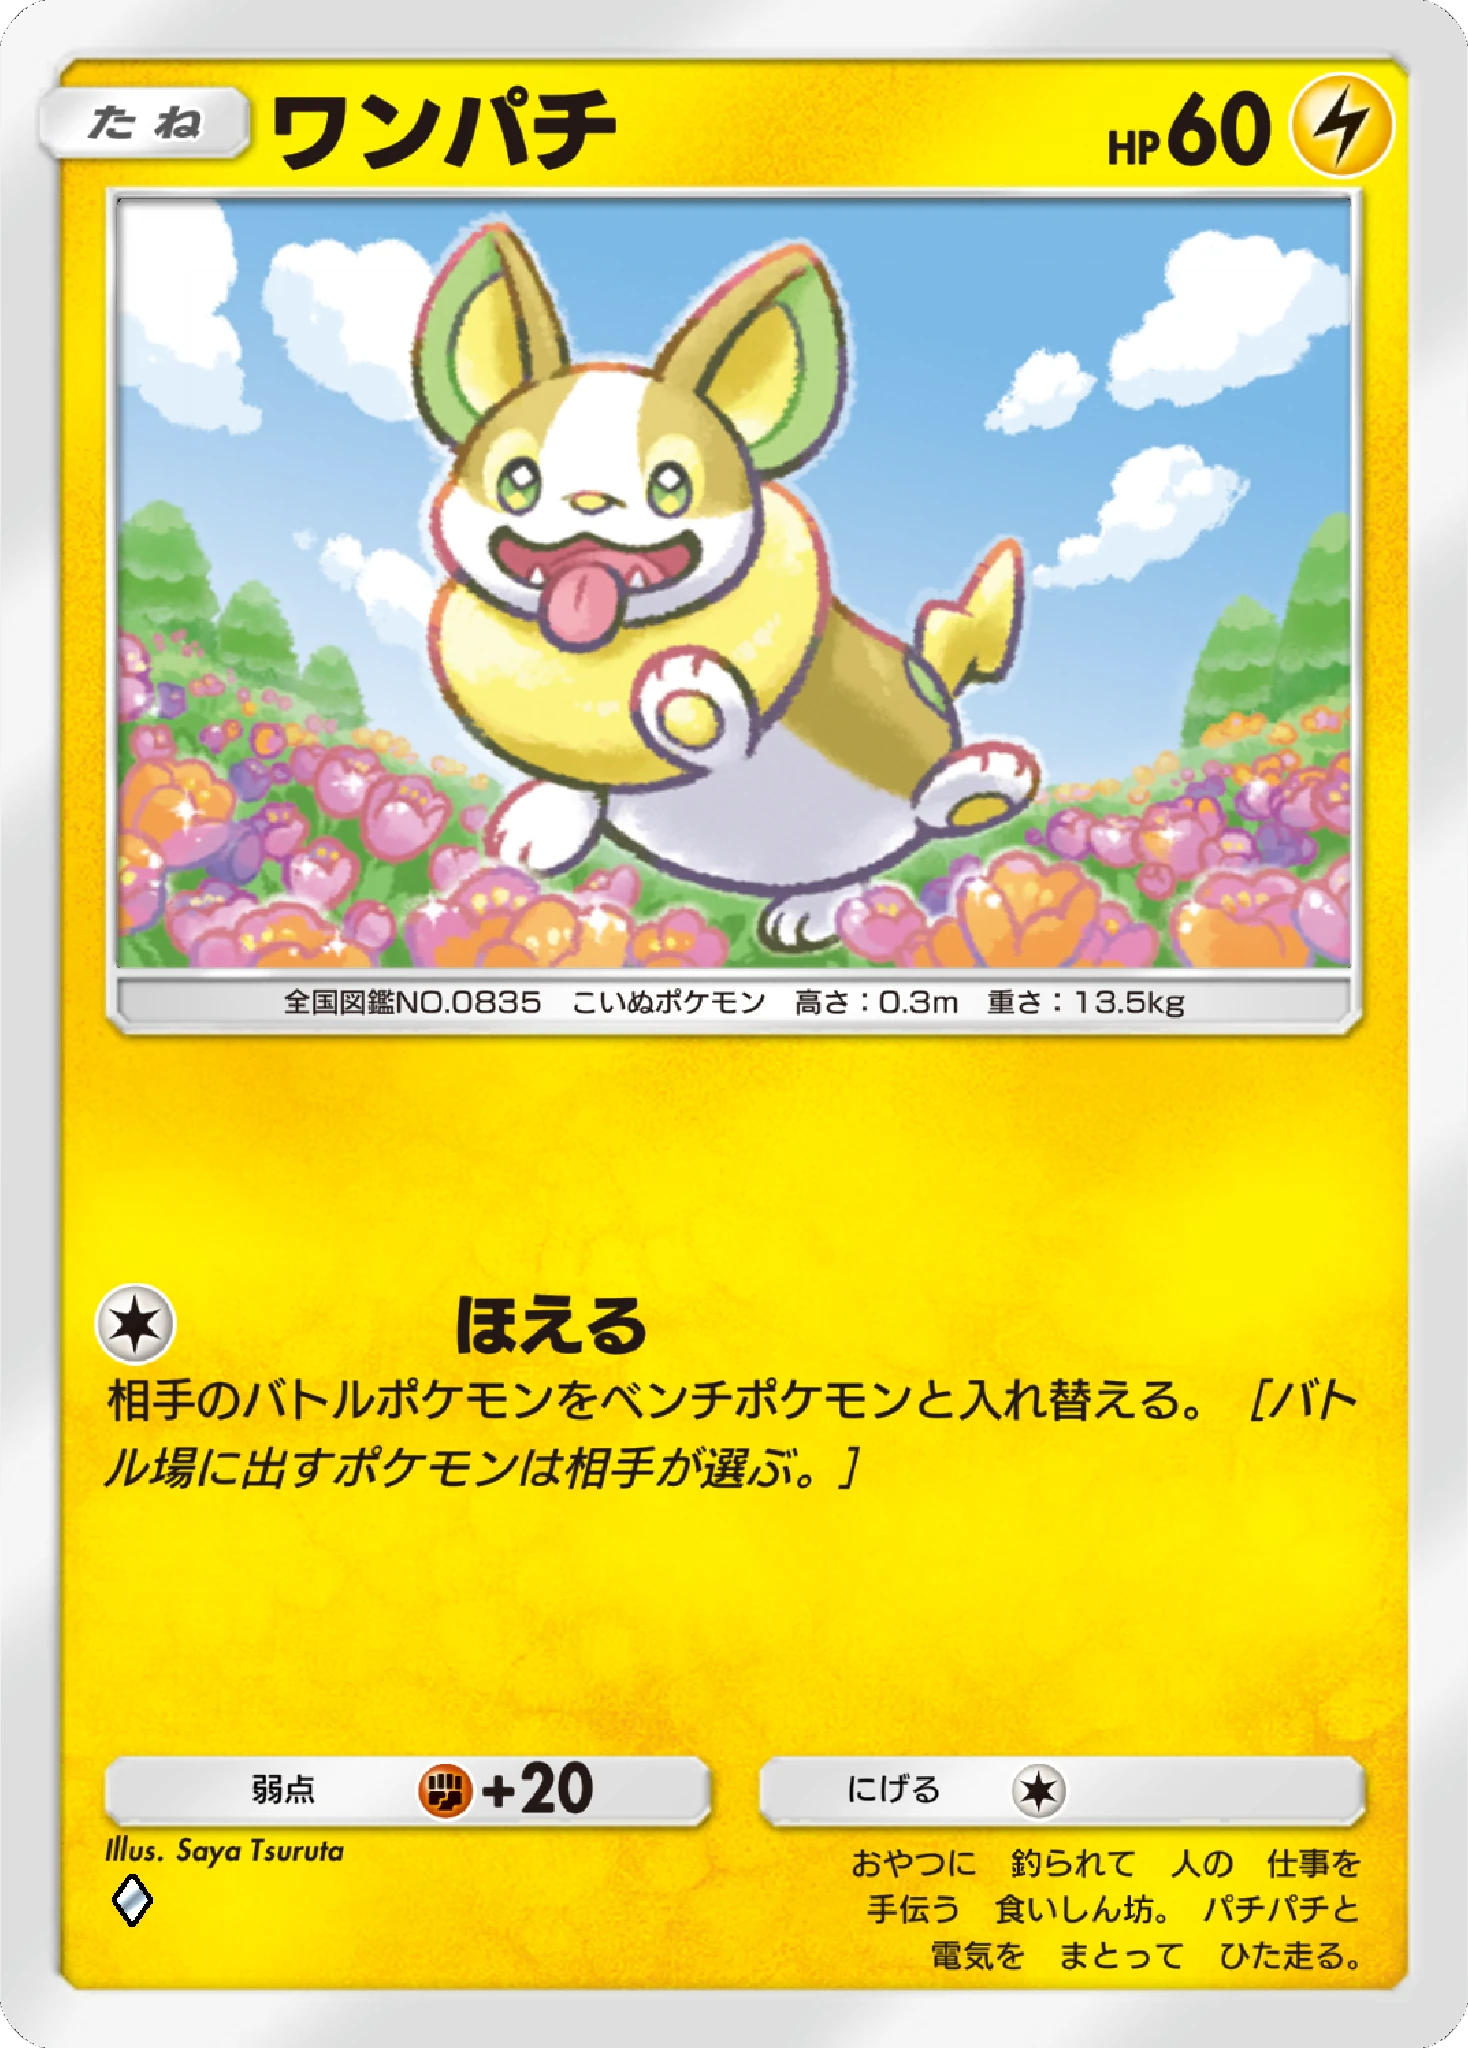 たね ワンパチ HP60
全国図鑑NO.0835 こいぬポケモン 高さ:0.3m 重さ:13.5kg
ほえる
相手のバトルポケモンをベンチポケモンと入れ替える。 [バト
ル場に出すポケモンは相手が選ぶ。]
弱点 +20 にげる
Illus. Saya Tsuruta
おやつに 釣られて 人の 仕事を
手伝う 食いしん坊。 パチパチと
電気を まとって ひた走る。